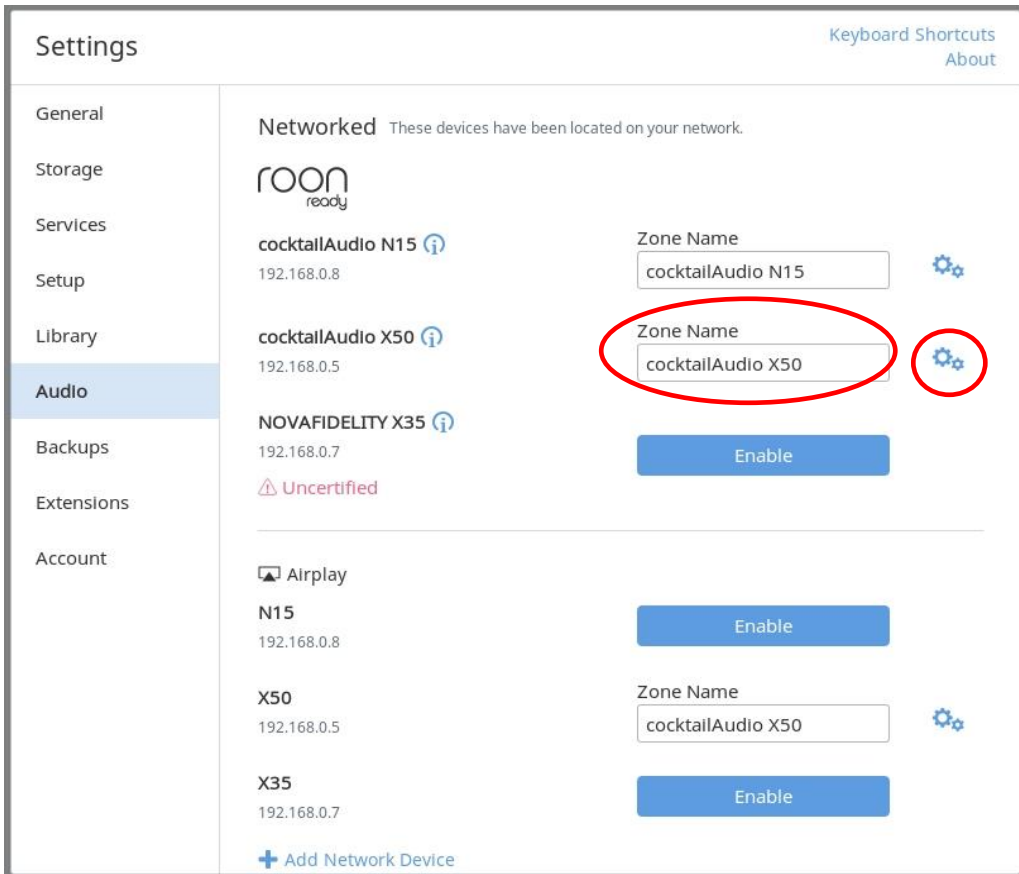 Settings
Keyboard Shortcuts
About
General
Storage
Services
Setup
Library
Audio
Backups
Extensions
Account
Networked These devices have been located on your network.
roon
ready
cocktailAudio N15
192.168.0.8
Zone Name
cocktailAudio N15
cocktailAudio X50
192.168.0.5
Zone Name
cocktailAudio X50
NOVAFIDELITY X35
192.168.0.7
Uncertified
Enable
Airplay
N15
192.168.0.8
Enable
X50
192.168.0.5
Zone Name
cocktailAudio X50
X35
192.168.0.7
Enable
Add Network Device